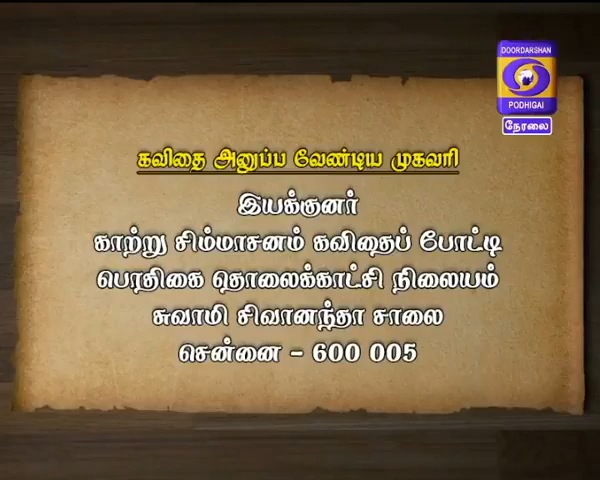 DOORDARSHAN
PODHIGAI
நேரலை
கவிதை அனுப்ப வேண்டிய முகவரி
இயக்குனர்
காற்று சிம்மாசனம் கவிதைப் போட்டி
பொதிகை தொலைக்காட்சி நிலையம்
சுவாமி சிவானந்தா சாலை
சென்னை - 600 005